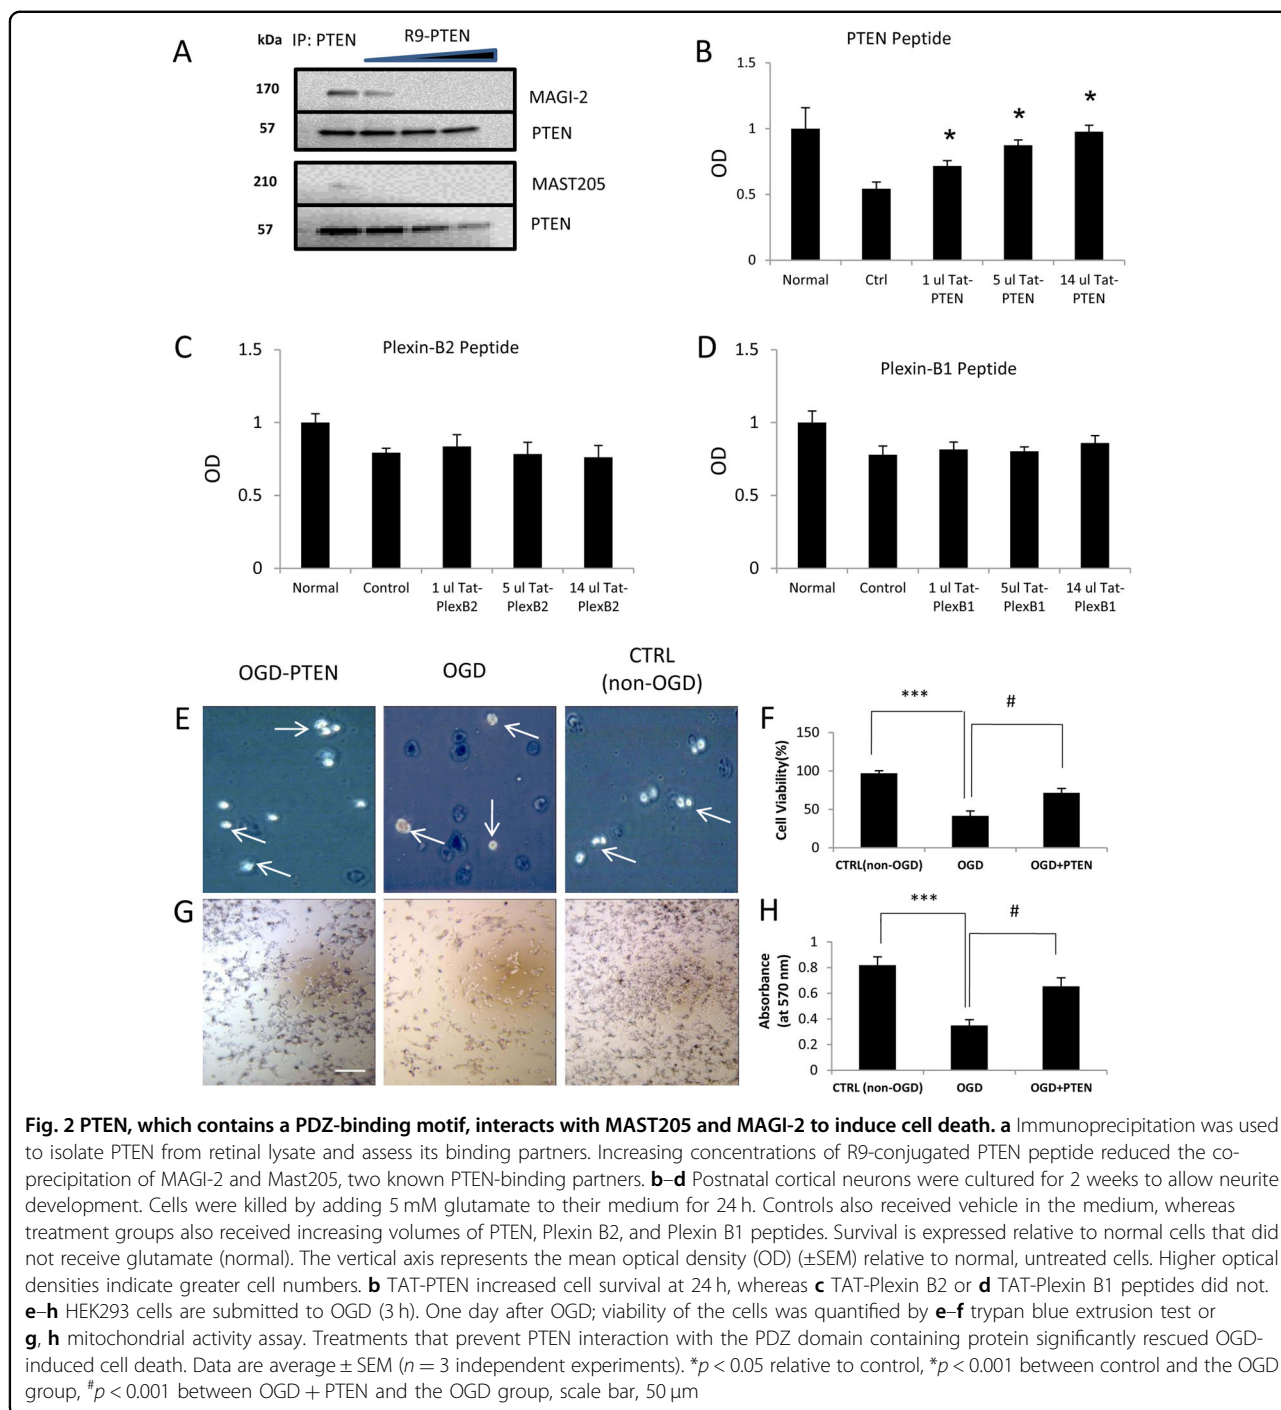 A
kDa
IP: PTEN
R9-PTEN
170
MAGI-2
57
PTEN
210
MAST205
57
PTEN
B
PTEN Peptide
OD
1.5
1
0.5
0
*
*
*
Normal
Ctrl
1 ul Tat-
PTEN
5 ul Tat-
PTEN
14 ul Tat-
PTEN
C
Plexin-B2 Peptide
OD
1.5
1
0.5
0
Normal
Control
1 ul Tat-
PlexB2
5 ul Tat-
PlexB2
14 ul Tat-
PlexB2
D
Plexin-B1 Peptide
OD
1.5
1
0.5
0
Normal
Control
1 ul Tat-
PlexB1
5ul Tat-
PlexB1
14 ul Tat-
PlexB1
OGD-PTEN
OGD
CTRL
(non-OGD)
E
F
***
#
Cell Viability(%)
150
100
50
0
CTRL(non-OGD)
OGD
OGD+PTEN
G
H
***
#
Absorbance
(at 570 nm)
1
0.8
0.6
0.4
0.2
0
CTRL (non-OGD)
OGD
OGD+PTEN
Fig. 2 PTEN, which contains a PDZ-binding motif, interacts with MAST205 and MAGI-2 to induce cell death. a Immunoprecipitation was used
to isolate PTEN from retinal lysate and assess its binding partners. Increasing concentrations of R9-conjugated PTEN peptide reduced the co-
precipitation of MAGI-2 and Mast205, two known PTEN-binding partners. b–d Postnatal cortical neurons were cultured for 2 weeks to allow neurite
development. Cells were killed by adding 5 mM glutamate to their medium for 24 h. Controls also received vehicle in the medium, whereas
treatment groups also received increasing volumes of PTEN, Plexin B2, and Plexin B1 peptides. Survival is expressed relative to normal cells that did
not receive glutamate (normal). The vertical axis represents the mean optical density (OD) (±SEM) relative to normal, untreated cells. Higher optical
densities indicate greater cell numbers. b TAT-PTEN increased cell survival at 24 h, whereas c TAT-Plexin B2 or d TAT-Plexin B1 peptides did not.
e–h HEK293 cells are submitted to OGD (3 h). One day after OGD; viability of the cells was quantified by e–f trypan blue extrusion test or
g, h mitochondrial activity assay. Treatments that prevent PTEN interaction with the PDZ domain containing protein significantly rescued OGD-
induced cell death. Data are average ± SEM (n = 3 independent experiments). *p < 0.05 relative to control, *p < 0.001 between control and the OGD
group, #p < 0.001 between OGD + PTEN and the OGD group, scale bar, 50 µm